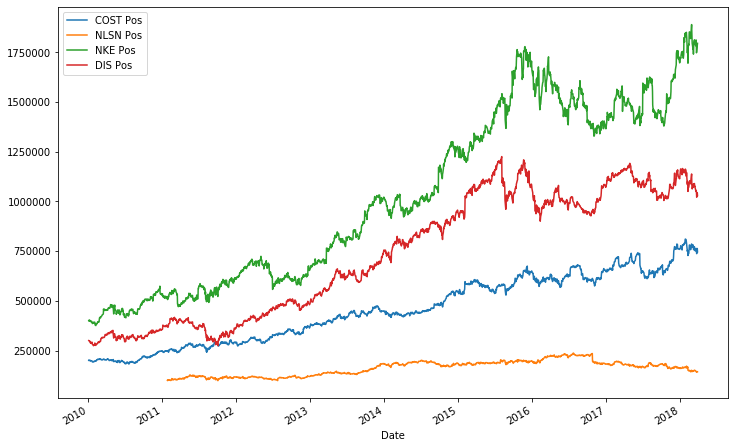 COST Pos
NLSN Pos
NKE Pos
DIS Pos
1750000
1500000
1250000
1000000
750000
500000
250000
2010 2011 2012 2013 2014 2015 2016 2017 2018
Date